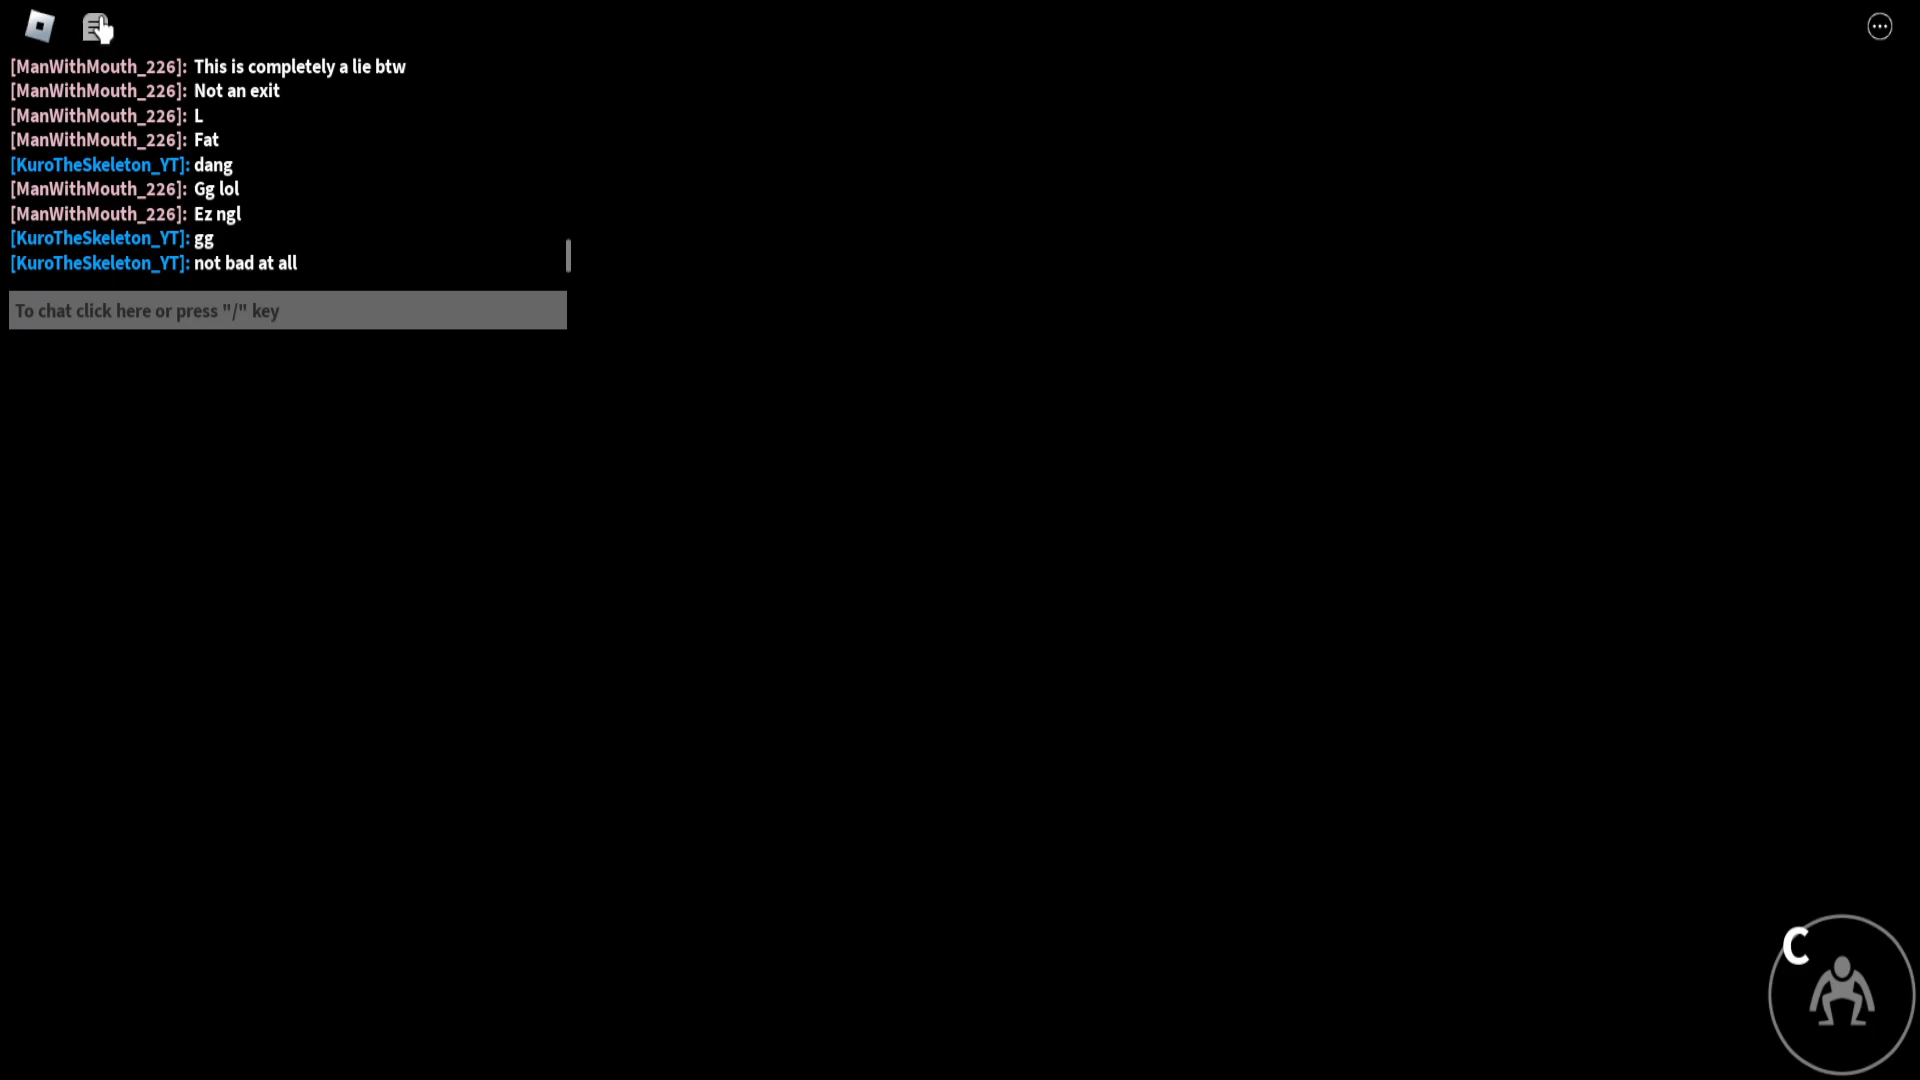 [ManWithMouth_226]: This is completely a lie btw
[ManWithMouth_226]: Not an exit
[ManWithMouth_226]: L
[ManWithMouth_226]: Fat
[KuroTheSkeleton_YT]: dang
[ManWithMouth_226]: Gg lol
[ManWithMouth_226]: Ez ngl
[KuroTheSkeleton_YT]: gg
[KuroTheSkeleton_YT]: not bad at all
To chat click here or press "/" key
C